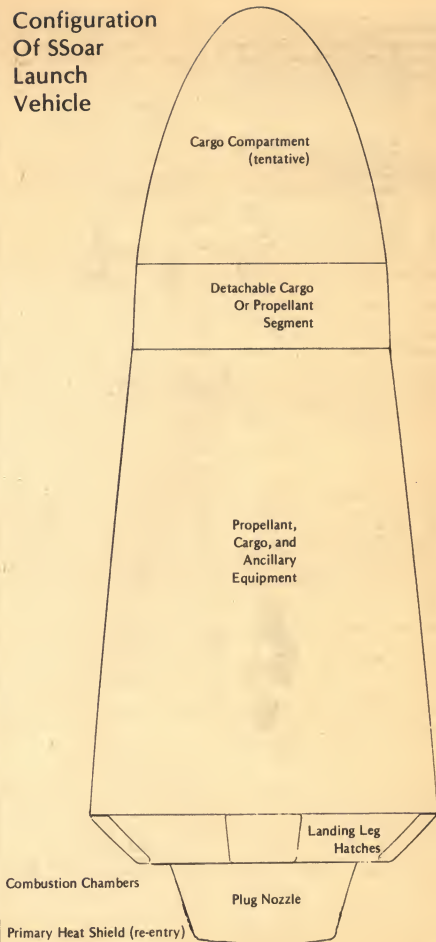 Configuration
Of SSoar
Launch
Vehicle
Cargo Compartment
(tentative)
Detachable Cargo
Or Propellant
Segment
Propellant,
Cargo, and
Ancillary
Equipment
Landing Leg
Hatches
Combustion Chambers
Plug Nozzle
Primary Heat Shield (re-entry)